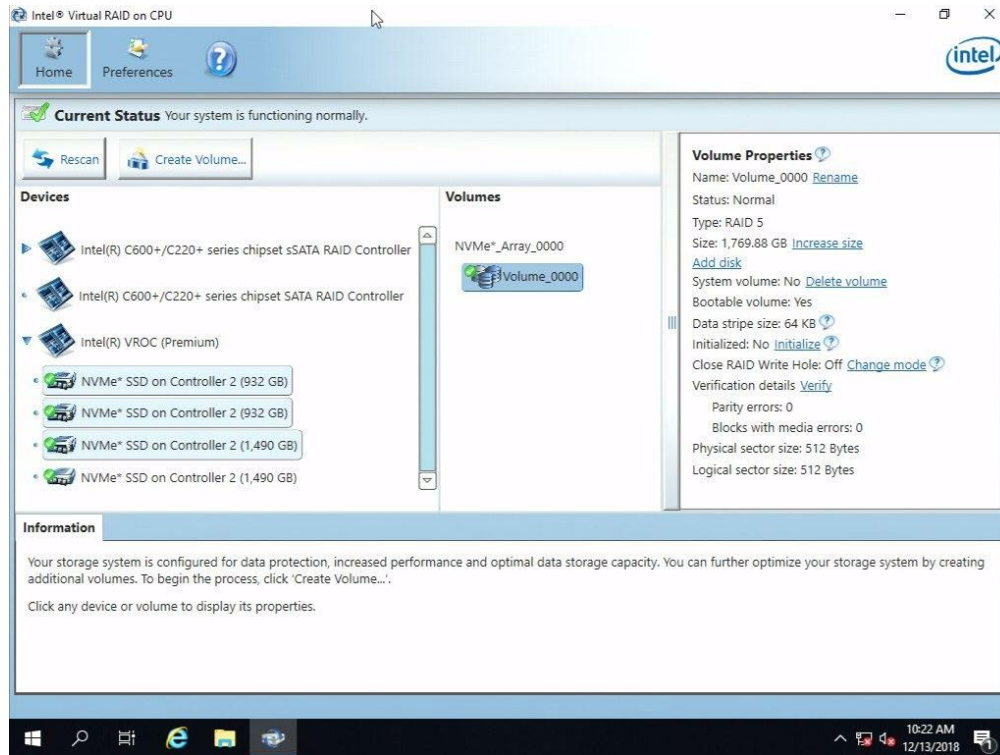 Intel® Virtual RAID on CPU
Home
Preferences
?
intel
Current Status Your system is functioning normally.
Rescan
Create Volume...
Devices
Intel(R) C600+/C220+ series chipset sSATA RAID Controller
Intel(R) C600+/C220+ series chipset SATA RAID Controller
Intel(R) VROC (Premium)
NVMe* SSD on Controller 2 (932 GB)
NVMe* SSD on Controller 2 (932 GB)
NVMe* SSD on Controller 2 (1,490 GB)
NVMe* SSD on Controller 2 (1,490 GB)
Volumes
NVMe*_Array_0000
Volume_0000
Volume Properties ?
Name: Volume_0000 Rename
Status: Normal
Type: RAID 5
Size: 1,769.88 GB Increase size
Add disk
System volume: No Delete volume
Bootable volume: Yes
Data stripe size: 64 KB ?
Initialized: No Initialize ?
Close RAID Write Hole: Off Change mode ?
Verification details Verify
Parity errors: 0
Blocks with media errors: 0
Physical sector size: 512 Bytes
Logical sector size: 512 Bytes
Information
Your storage system is configured for data protection, increased performance and optimal data storage capacity. You can further optimize your storage system by creating
additional volumes. To begin the process, click 'Create Volume...'.
Click any device or volume to display its properties.
10:22 AM
12/13/2018
1